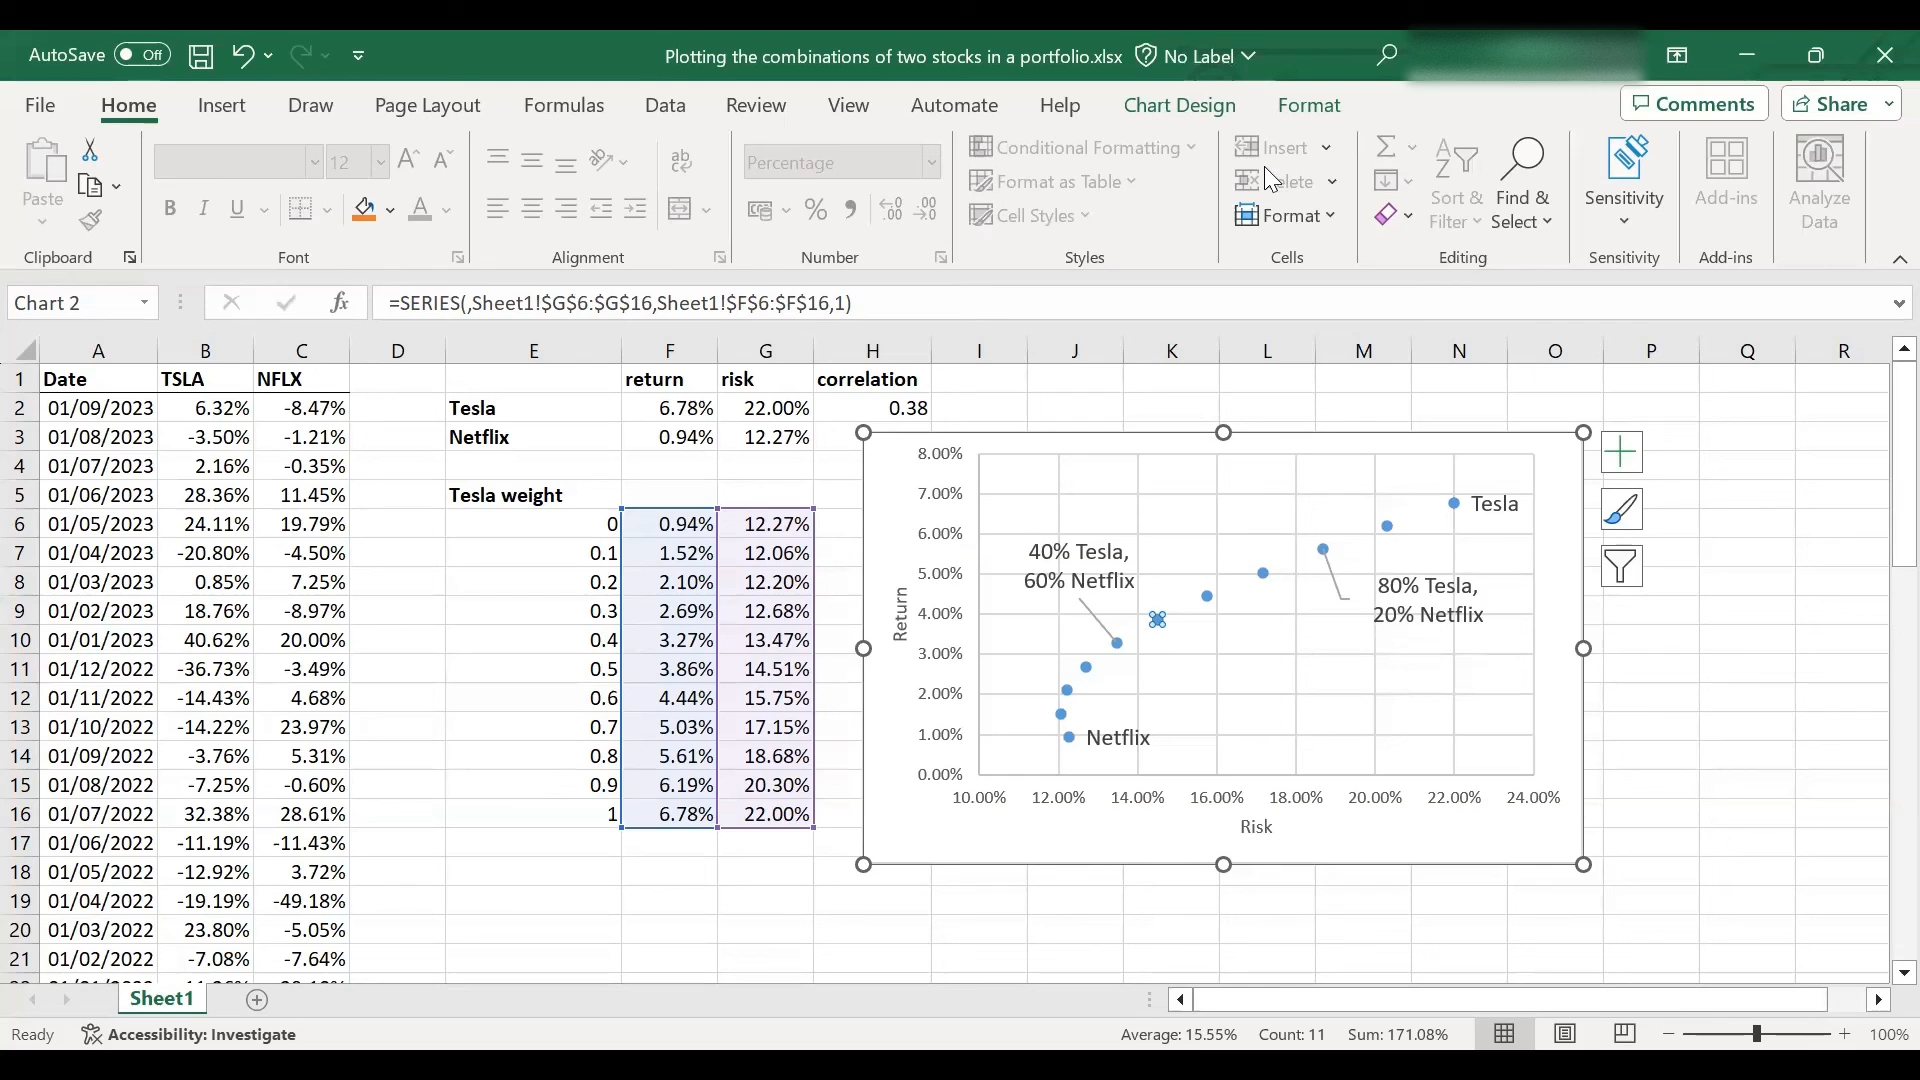 AutoSave Off Plotting the combinations of two stocks in a portfolio.xlsx No Label
File Home Insert Draw Page Layout Formulas Data Review View Automate Help Chart Design Format Comments Share
Paste 12 Percentage Conditional Formatting Insert Sort & Filter Find & Select Sensitivity Add-ins Analyze Data
Format as Table
Cell Styles Format
Clipboard Font Alignment Number Styles Cells Editing Sensitivity Add-ins
Chart 2 fx =SERIES(,Sheet1!$G$6:$G$16,Sheet1!$F$6:$F$16,1)
A B C D E F G H I J K L M N O P Q R
1 Date TSLA NFLX return risk correlation
2 01/09/2023 6.32% -8.47% Tesla 6.78% 22.00% 0.38
3 01/08/2023 -3.50% -1.21% Netflix 0.94% 12.27%
4 01/07/2023 2.16% -0.35%
5 01/06/2023 28.36% 11.45% Tesla weight
6 01/05/2023 24.11% 19.79% 0 0.94% 12.27%
7 01/04/2023 -20.80% -4.50% 0.1 1.52% 12.06%
8 01/03/2023 0.85% 7.25% 0.2 2.10% 12.20%
9 01/02/2023 18.76% -8.97% 0.3 2.69% 12.68%
10 01/01/2023 40.62% 20.00% 0.4 3.27% 13.47%
11 01/12/2022 -36.73% -3.49% 0.5 3.86% 14.51%
12 01/11/2022 -14.43% 4.68% 0.6 4.44% 15.75%
13 01/10/2022 -14.22% 23.97% 0.7 5.03% 17.15%
14 01/09/2022 -3.76% 5.31% 0.8 5.61% 18.68%
15 01/08/2022 -7.25% -0.60% 0.9 6.19% 20.30%
16 01/07/2022 32.38% 28.61% 1 6.78% 22.00%
17 01/06/2022 -11.19% -11.43%
18 01/05/2022 -12.92% 3.72%
19 01/04/2022 -19.19% -49.18%
20 01/03/2022 23.80% -5.05%
21 01/02/2022 -7.08% -7.64%
8.00%
7.00%
6.00%
5.00%
4.00%
3.00%
2.00%
1.00%
0.00%
Return
Tesla
40% Tesla,
60% Netflix
80% Tesla,
20% Netflix
Netflix
10.00% 12.00% 14.00% 16.00% 18.00% 20.00% 22.00% 24.00%
Risk
Sheet1
Ready Accessibility: Investigate Average: 15.55% Count: 11 Sum: 171.08% 100%